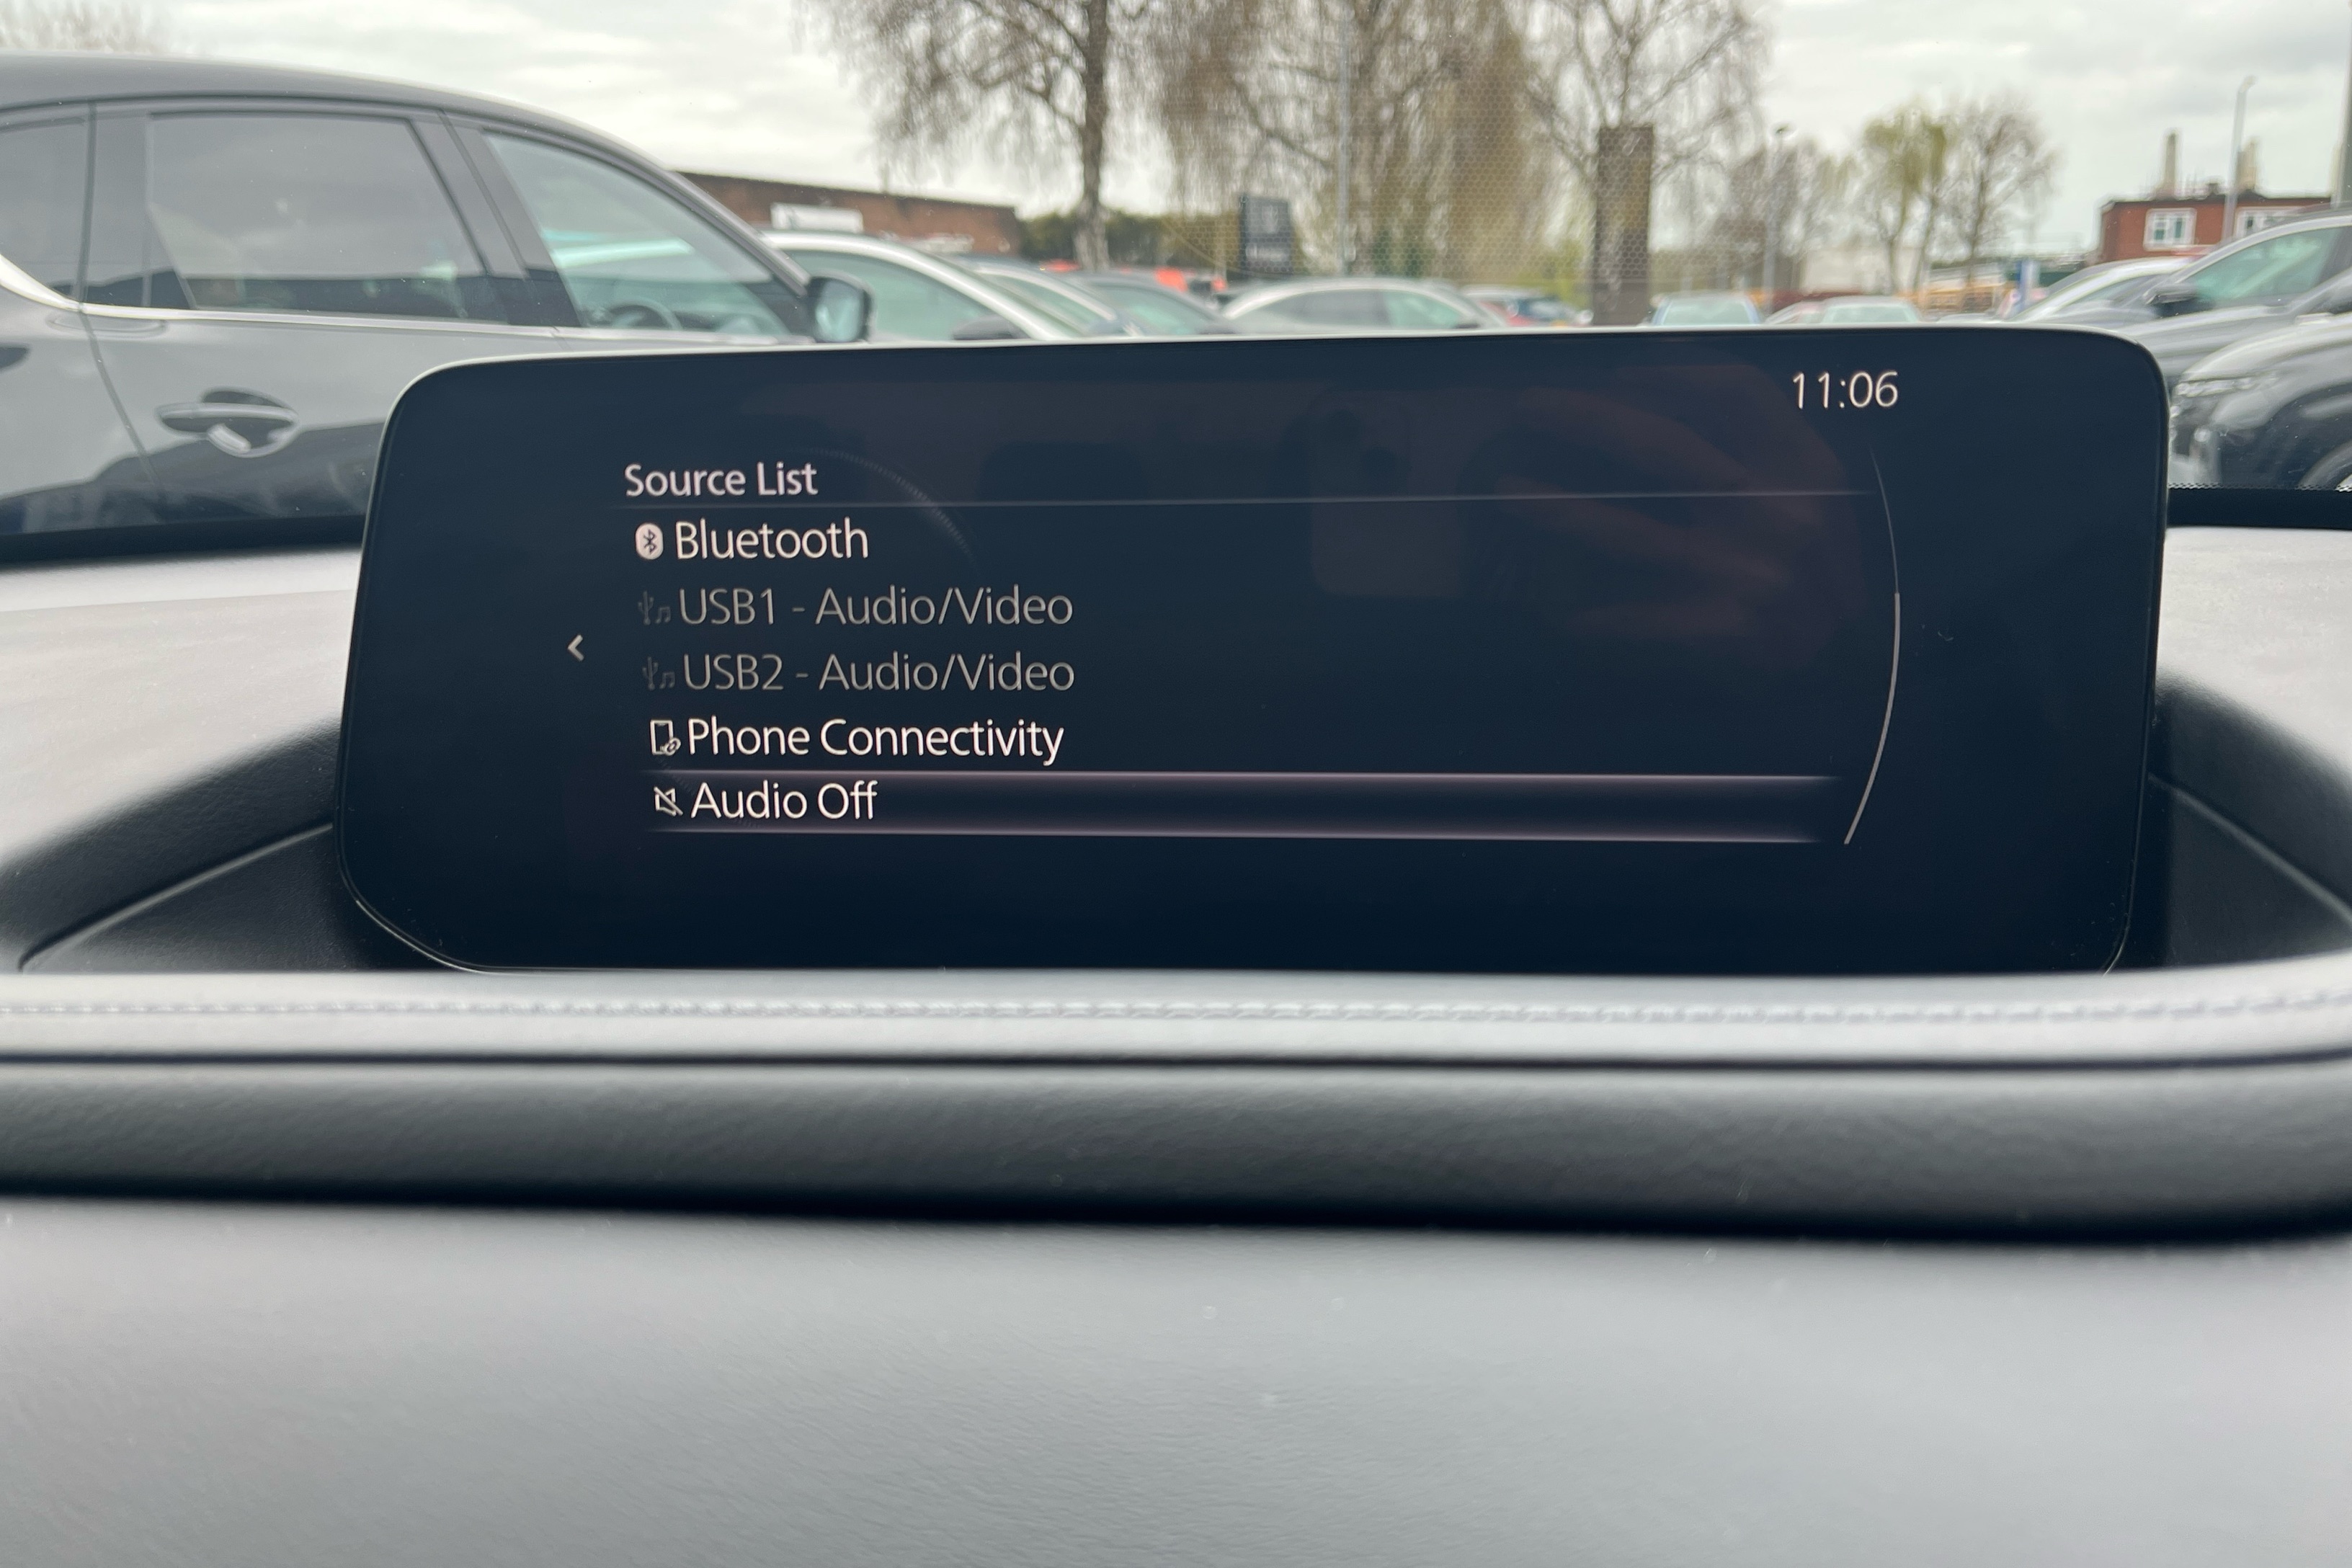 11:06
Source List
Bluetooth
USB1 - Audio/Video
USB2 - Audio/Video
Phone Connectivity
Audio Off